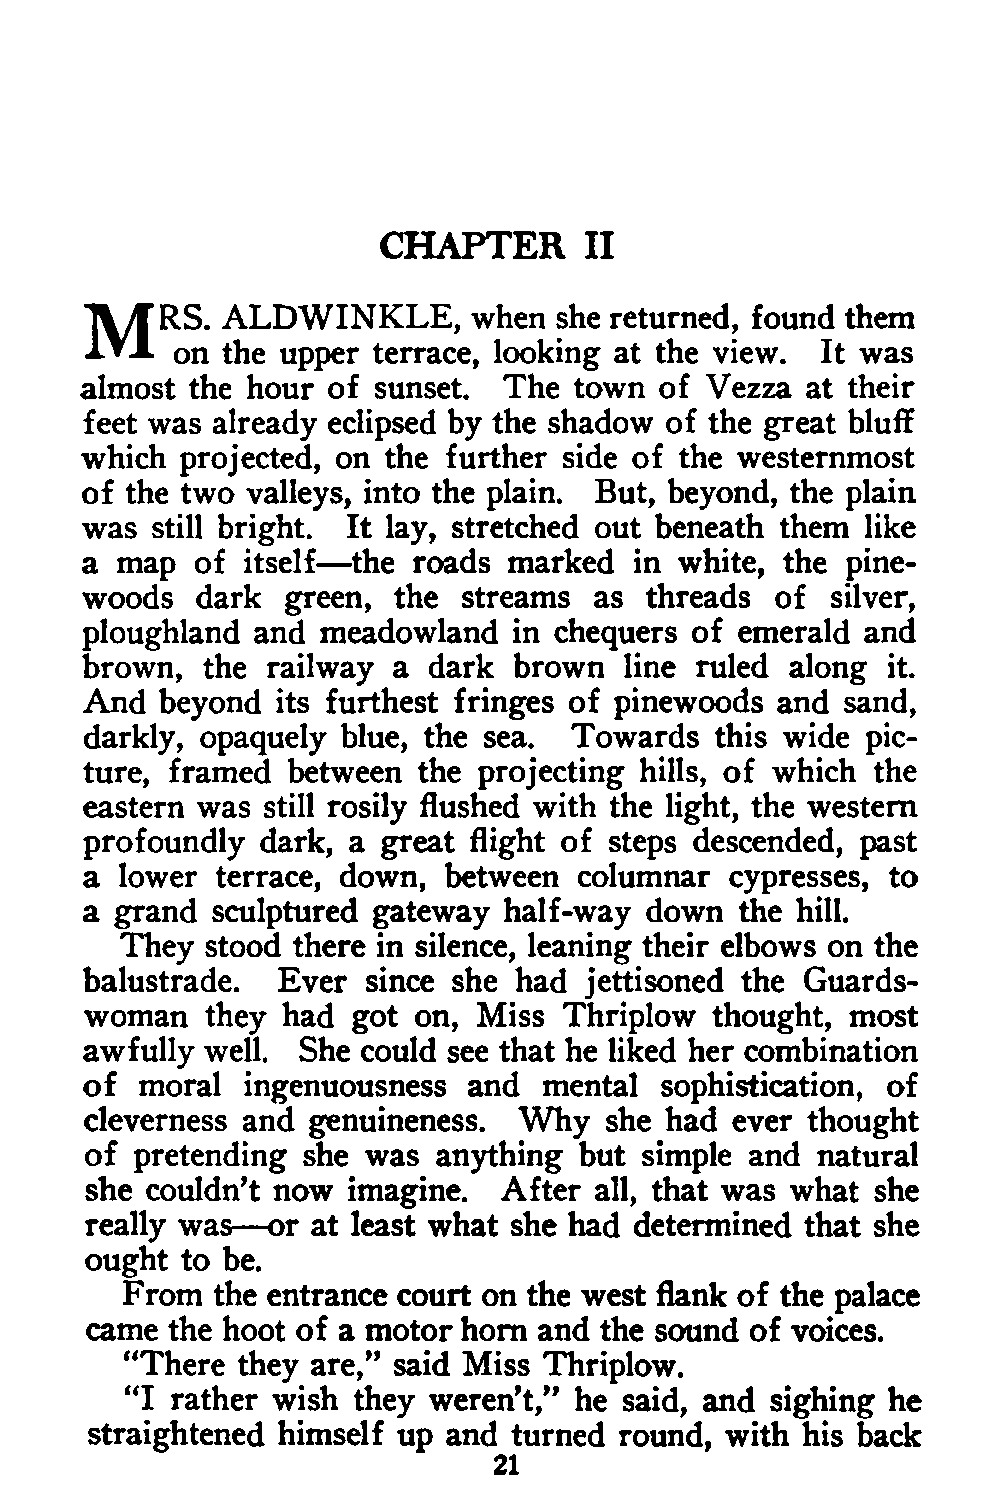 CHAPTER II
MRS. ALDWINKLE, when she returned, found them
on the upper terrace, looking at the view. It was
almost the hour of sunset. The town of Vezza at their
feet was already eclipsed by the shadow of the great bluff
which projected, on the further side of the westernmost
of the two valleys, into the plain. But, beyond, the plain
was still bright. It lay, stretched out beneath them like
a map of itself—the roads marked in white, the pine-
woods dark green, the streams as threads of silver,
ploughland and meadowland in chequers of emerald and
brown, the railway a dark brown line ruled along it.
And beyond its furthest fringes of pinewoods and sand,
darkly, opaquely blue, the sea. Towards this wide pic-
ture, framed between the projecting hills, of which the
eastern was still rosily flushed with the light, the western
profoundly dark, a great flight of steps descended, past
a lower terrace, down, between columnar cypresses, to
a grand sculptured gateway half-way down the hill.
They stood there in silence, leaning their elbows on the
balustrade. Ever since she had jettisoned the Guards-
woman they had got on, Miss Thriplow thought, most
awfully well. She could see that he liked her combination
of moral ingenuousness and mental sophistication, of
cleverness and genuineness. Why she had ever thought
of pretending she was anything but simple and natural
she couldn't now imagine. After all, that was what she
really was—or at least what she had determined that she
ought to be.
From the entrance court on the west flank of the palace
came the hoot of a motor horn and the sound of voices.
"There they are," said Miss Thriplow.
"I rather wish they weren't," he said, and sighing he
straightened himself up and turned round, with his back
21